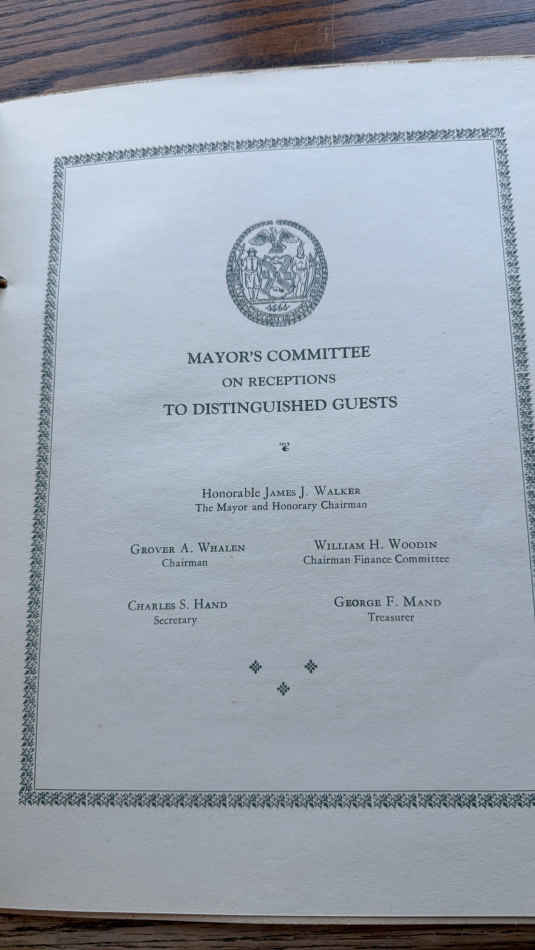 MAYOR'S COMMITTEE
ON RECEPTIONS
TO DISTINGUISHED GUESTS
Honorable JAMES J. WALKER
The Mayor and Honorary Chairman
GROVER A. WHALEN
Chairman
WILLIAM H. WOODIN
Chairman Finance Committee
CHARLES S. HAND
Secretary
GEORGE F. MAND
Treasurer